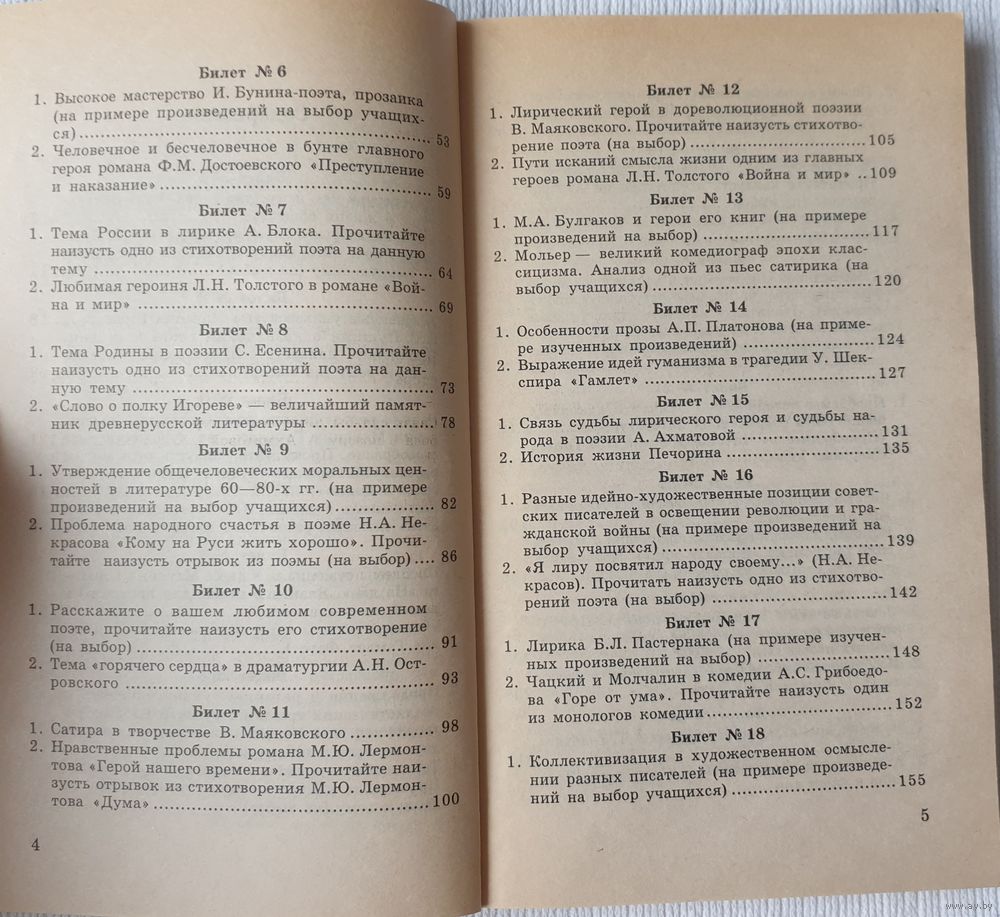 Билет № 6
1. Высокое мастерство И. Бунина-поэта, прозаика
(на примере произведений на выбор учащих-
ся) 53
2. Человечное и бесчеловечное в бунте главного
героя романа Ф.М. Достоевского «Преступление
и наказание» 59
Билет № 7
1. Тема России в лирике А. Блока. Прочитайте
наизусть одно из стихотворений поэта на данную
тему 64
2. Любимая героиня Л.Н. Толстого в романе «Вой-
на и мир» 69
Билет № 8
1. Тема Родины в поэзии С. Есенина. Прочитайте
наизусть одно из стихотворений поэта на дан-
ную тему 73
2. «Слово о полку Игореве» — величайший памят-
ник древнерусской литературы 78
Билет № 9
1. Утверждение общечеловеческих моральных цен-
ностей в литературе 60—80-х гг. (на примере
произведений на выбор учащихся) 82
2. Проблема народного счастья в поэме Н.А. Не-
красова «Кому на Руси жить хорошо». Прочи-
тайте наизусть отрывок из поэмы (на выбор) 86
Билет № 10
1. Расскажите о вашем любимом современном
поэте, прочитайте наизусть его стихотворение
(на выбор) 91
2. Тема «горячего сердца» в драматургии А.Н. Ост-
ровского 93
Билет № 11
1. Сатира в творчестве В. Маяковского 98
2. Нравственные проблемы романа М.Ю. Лермон-
това «Герой нашего времени». Прочитайте наи-
зусть отрывок из стихотворения М.Ю. Лермон-
това «Дума» 100
4
Билет № 12
1. Лирический герой в дореволюционной поэзии
В. Маяковского. Прочитайте наизусть стихотво-
рение поэта (на выбор) 105
2. Пути исканий смысла жизни одним из главных
героев романа Л.Н. Толстого «Война и мир» 109
Билет № 13
1. М.А. Булгаков и герои его книг (на примере
произведений на выбор) 117
2. Мольер — великий комедиограф эпохи клас-
сицизма. Анализ одной из пьес сатирика (на
выбор учащихся) 120
Билет № 14
1. Особенности прозы А.П. Платонова (на приме-
ре изученных произведений) 124
2. Выражение идей гуманизма в трагедии У. Шек-
спира «Гамлет» 127
Билет № 15
1. Связь судьбы лирического героя и судьбы на-
рода в поэзии А. Ахматовой 131
2. История жизни Печорина 135
Билет № 16
1. Разные идейно-художественные позиции совет-
ских писателей в освещении революции и гра-
жданской войны (на примере произведений на
выбор учащихся) 139
2. «Я лиру посвятил народу своему...» (Н.А. Не-
красов). Прочитать наизусть одно из стихотво-
рений поэта (на выбор) 142
Билет № 17
1. Лирика Б.Л. Пастернака (на примере изучен-
ных произведений на выбор) 148
2. Чацкий и Молчалин в комедии А.С. Грибоедо-
ва «Горе от ума». Прочитайте наизусть один
из монологов комедии 152
Билет № 18
1. Коллективизация в художественном осмысле-
нии разных писателей (на примере произведе-
ний на выбор учащихся) 155
5
www.ay.by